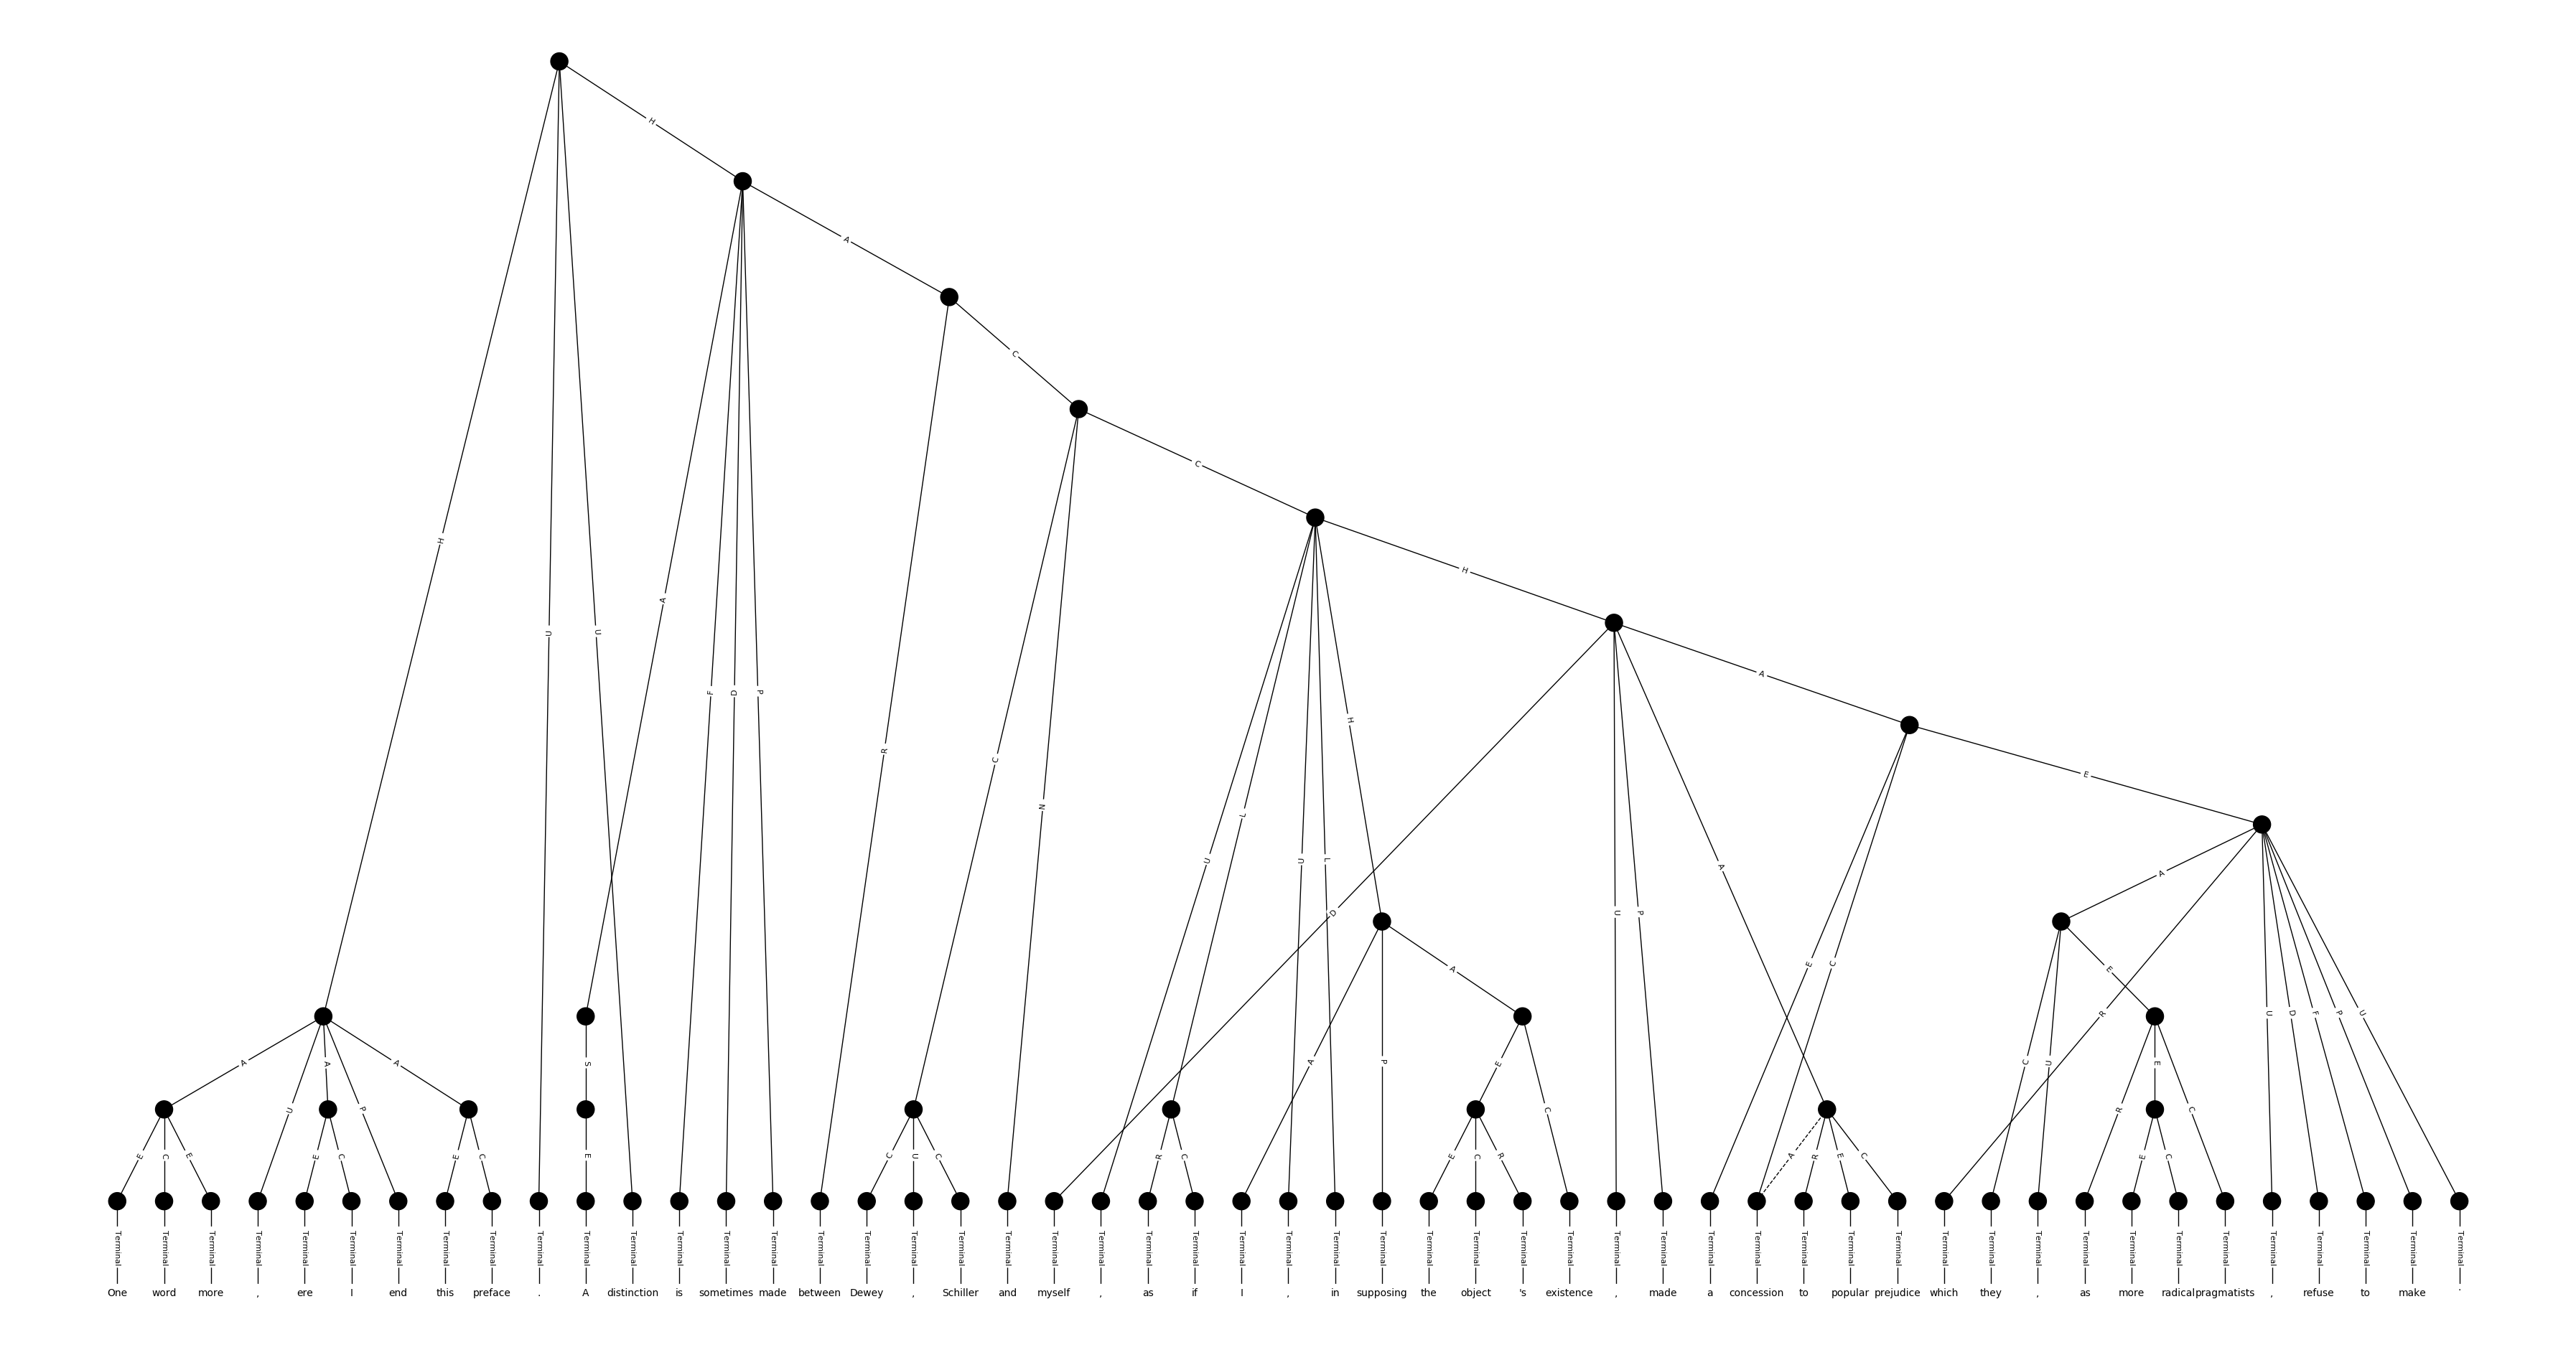 H
A
C
C
H
H
A
U
U
A
F
D
P
R
C
N
U
L
U
L
H
D
U
P
A
A
E
E
C
A
R
U
D
F
P
U
A
U
A
P
A
S
A
P
A
E
C
U
E
E
C
E
E
C
E
C
E
C
U
C
R
C
E
C
R
C
A
R
E
C
R
E
C
E
C
Terminal Terminal Terminal Terminal Terminal Terminal Terminal Terminal Terminal Terminal Terminal Terminal Terminal Terminal Terminal Terminal Terminal Terminal Terminal Terminal Terminal Terminal Terminal Terminal Terminal Terminal Terminal Terminal Terminal Terminal Terminal Terminal Terminal Terminal Terminal Terminal Terminal Terminal Terminal Terminal Terminal Terminal Terminal Terminal Terminal Terminal Terminal Terminal Terminal Terminal Terminal
One word more , ere I end this preface . A distinction is sometimes made between Dewey , Schiller and myself , as if I , in supposing the object 's existence , made a concession to popular prejudice which they , as more radical pragmatists , refuse to make .